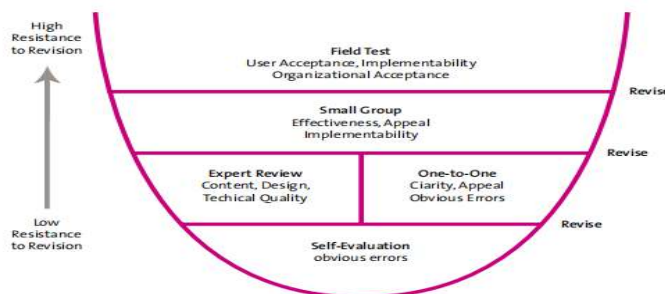 High
Resistance
to Revision
Field Test
User Acceptance, Implementability
Organizational Acceptance
Revise
Small Group
Effectiveness, Appeal
Implementability
Revise
Expert Review
Content, Design,
Techical Quality
One-to-One
Ciarity, Appeal
Obvious Errors
Low
Resistance
to Revision
Revise
Self-Evaluation
obvious errors